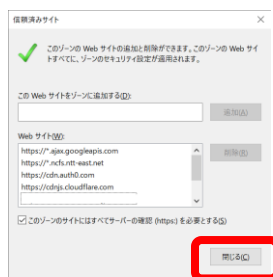 信頼済みサイト
このゾーンの Web サイトの追加と削除ができます。このゾーンの Web サイ
トすべてに、ゾーンのセキュリティ設定が適用されます。
この Web サイトをゾーンに追加する(D):
追加(A)
Web サイト(W):
https://*.ajax.googleapis.com
https://*.ncfs.ntt-east.net
https://cdn.auth0.com
https://cdnjs.cloudflare.com
削除(R)
このゾーンのサイトにはすべてサーバーの確認 (https:) を必要とする(S)
閉じる(C)